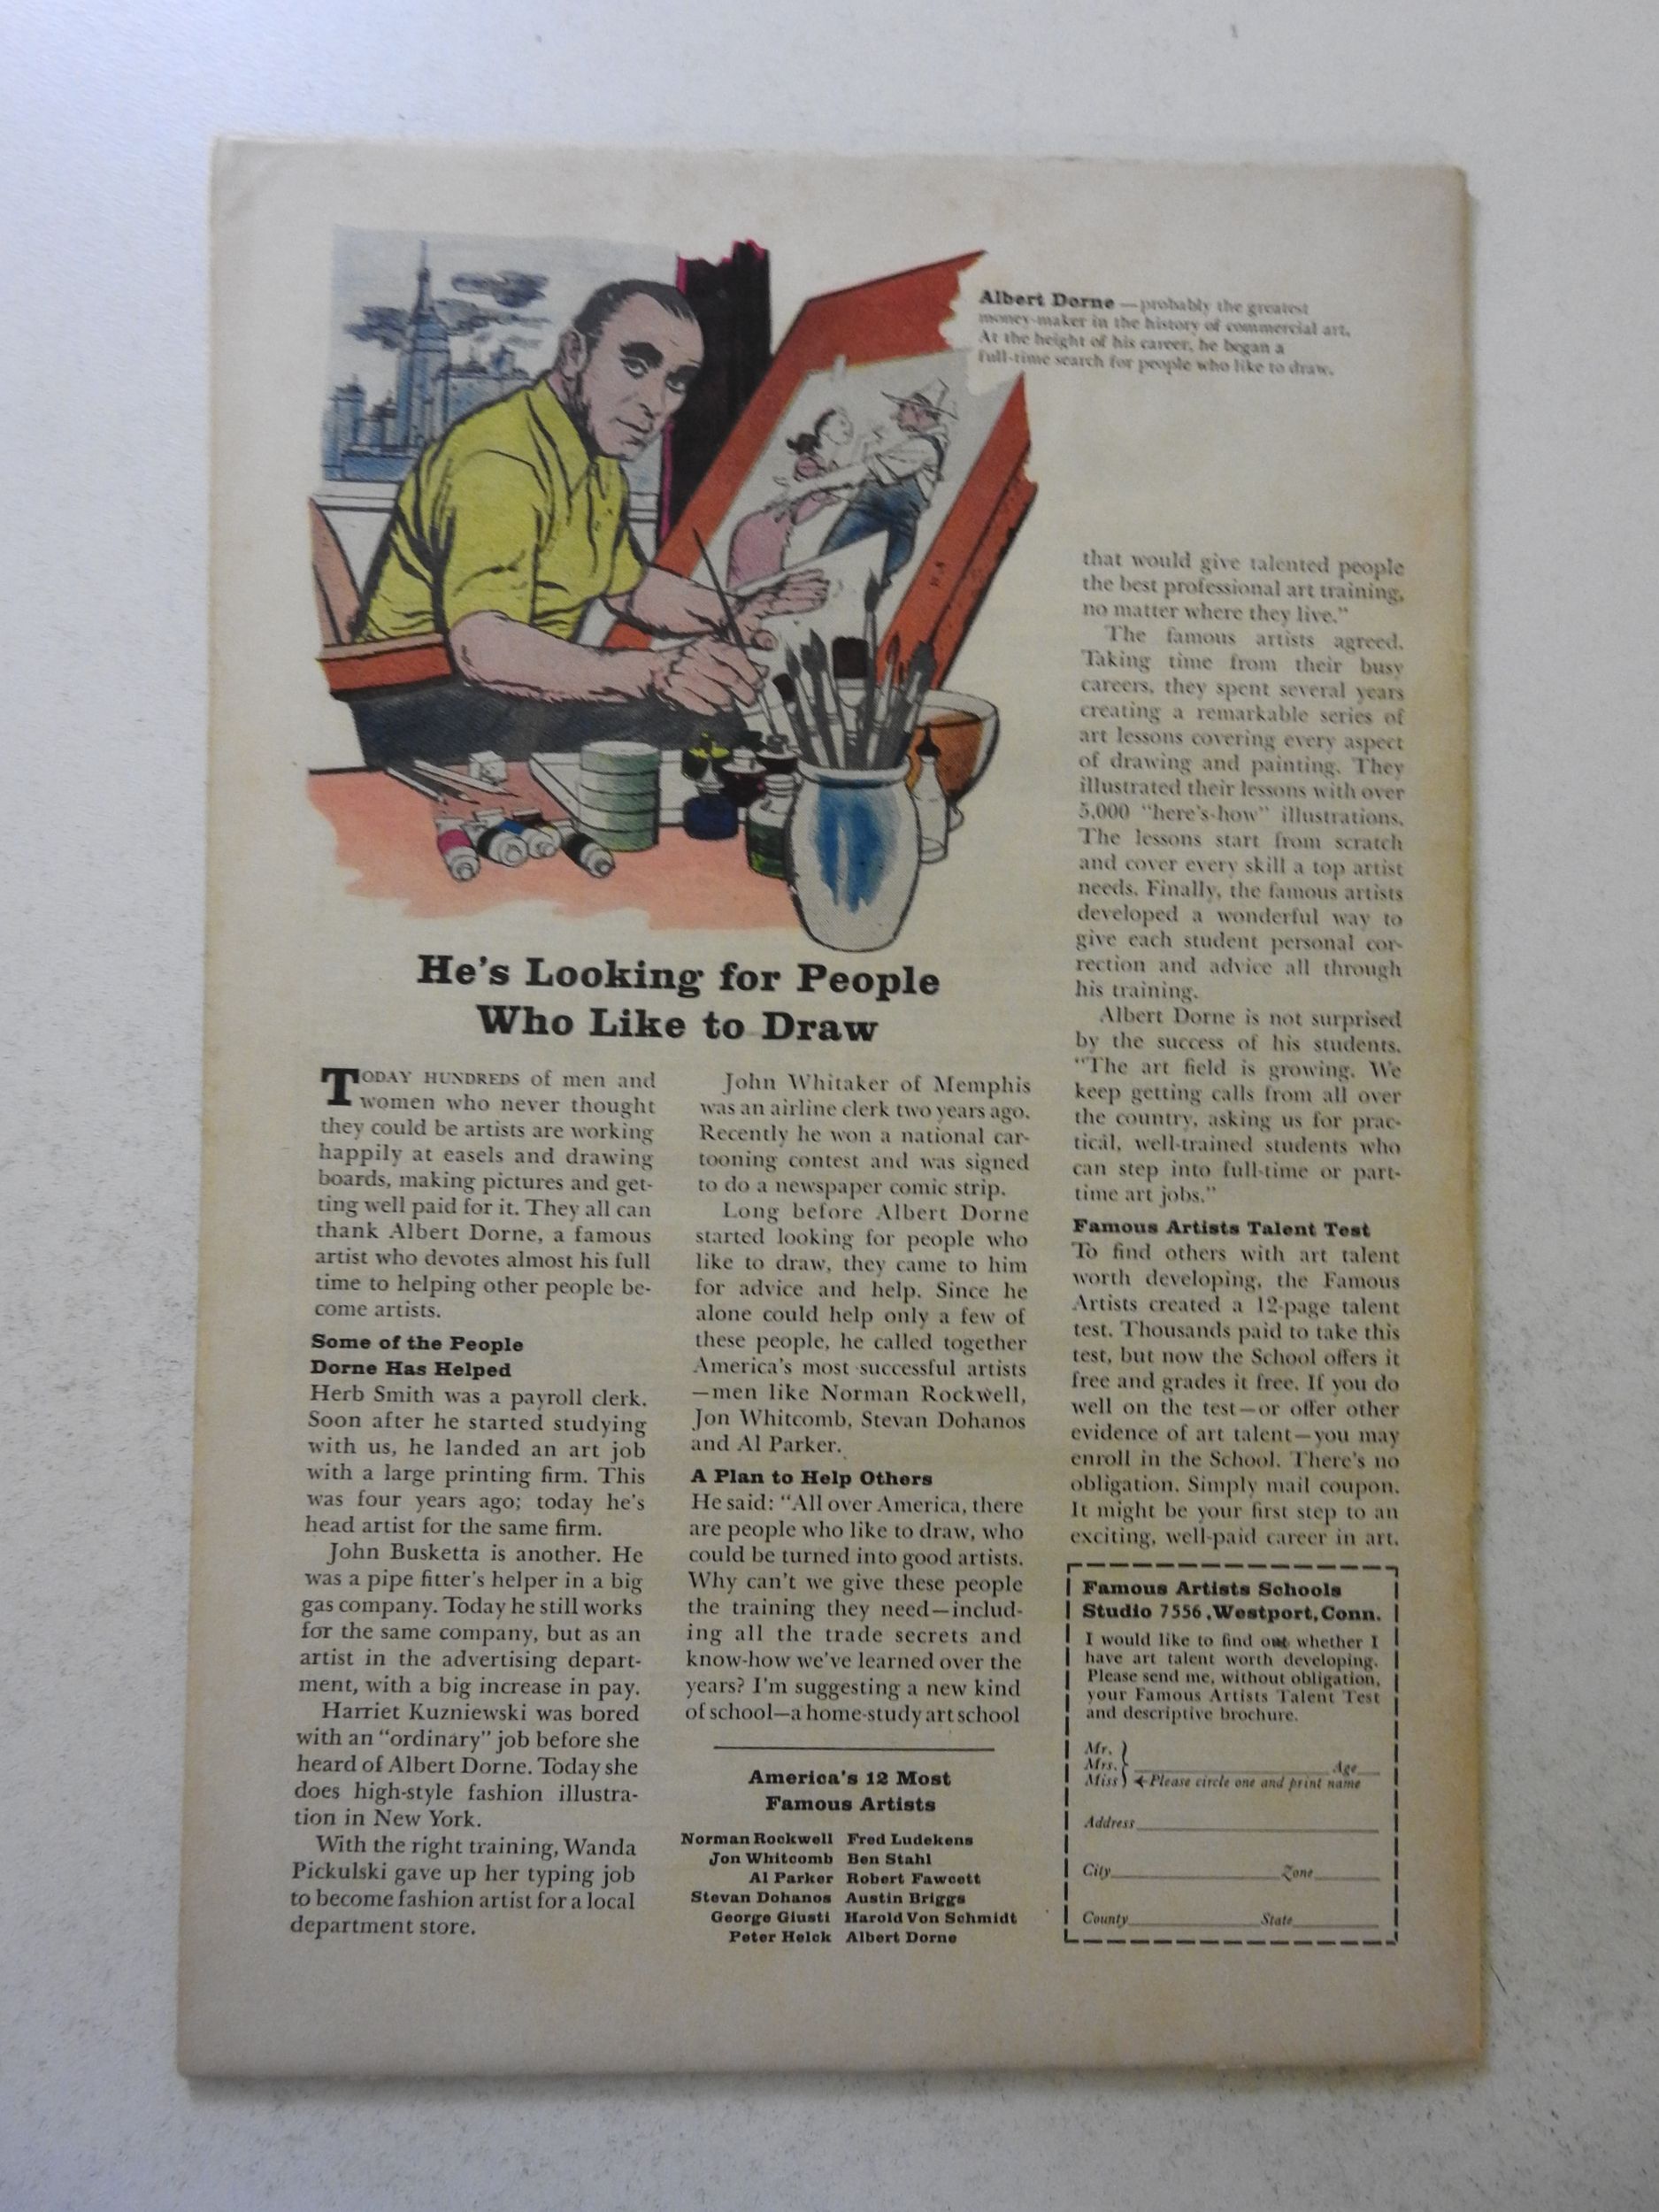 Albert Dorne — probably the greatest
money-maker in the history of commercial art.
At the height of his career, he began a
full-time search for people who like to draw.
He's Looking for People
Who Like to Draw
TODAY HUNDREDS of men and
women who never thought
they could be artists are working
happily at easels and drawing
boards, making pictures and get-
ting well paid for it. They all can
thank Albert Dorne, a famous
artist who devotes almost his full
time to helping other people be-
come artists.
Some of the People
Dorne Has Helped
Herb Smith was a payroll clerk.
Soon after he started studying
with us, he landed an art job
with a large printing firm. This
was four years ago; today he's
head artist for the same firm.
John Busketta is another. He
was a pipe fitter's helper in a big
gas company. Today he still works
for the same company, but as an
artist in the advertising depart-
ment, with a big increase in pay.
Harriet Kuzniewski was bored
with an "ordinary" job before she
heard of Albert Dorne. Today she
does high-style fashion illustra-
tion in New York.
With the right training, Wanda
Pickulski gave up her typing job
to become fashion artist for a local
department store.
John Whitaker of Memphis
was an airline clerk two years ago.
Recently he won a national car-
tooning contest and was signed
to do a newspaper comic strip.
Long before Albert Dorne
started looking for people who
like to draw, they came to him
for advice and help. Since he
alone could help only a few of
these people, he called together
America's most successful artists
—men like Norman Rockwell,
Jon Whitcomb, Stevan Dohanos
and Al Parker.
A Plan to Help Others
He said: "All over America, there
are people who like to draw, who
could be turned into good artists.
Why can't we give these people
the training they need—includ-
ing all the trade secrets and
know-how we've learned over the
years? I'm suggesting a new kind
of school—a home-study art school
America's 12 Most
Famous Artists
Norman Rockwell Fred Ludekens
Jon Whitcomb Ben Stahl
Al Parker Robert Fawcett
Stevan Dohanos Austin Briggs
George Giusti Harold Von Schmidt
Peter Helck Albert Dorne
that would give talented people
the best professional art training,
no matter where they live."
The famous artists agreed.
Taking time from their busy
careers, they spent several years
creating a remarkable series of
art lessons covering every aspect
of drawing and painting. They
illustrated their lessons with over
5,000 "here's-how" illustrations.
The lessons start from scratch
and cover every skill a top artist
needs. Finally, the famous artists
developed a wonderful way to
give each student personal cor-
rection and advice all through
his training.
Albert Dorne is not surprised
by the success of his students.
"The art field is growing. We
keep getting calls from all over
the country, asking us for prac-
tical, well-trained students who
can step into full-time or part-
time art jobs."
Famous Artists Talent Test
To find others with art talent
worth developing, the Famous
Artists created a 12-page talent
test. Thousands paid to take this
test, but now the School offers it
free and grades it free. If you do
well on the test—or offer other
evidence of art talent—you may
enroll in the School. There's no
obligation. Simply mail coupon.
It might be your first step to an
exciting, well-paid career in art.
Famous Artists Schools
Studio 7556, Westport, Conn.
I would like to find out whether I
have art talent worth developing.
Please send me, without obligation,
your Famous Artists Talent Test
and descriptive brochure.
Mr.
Mrs. Age
Miss Please circle one and print name
Address
City Zone
County State